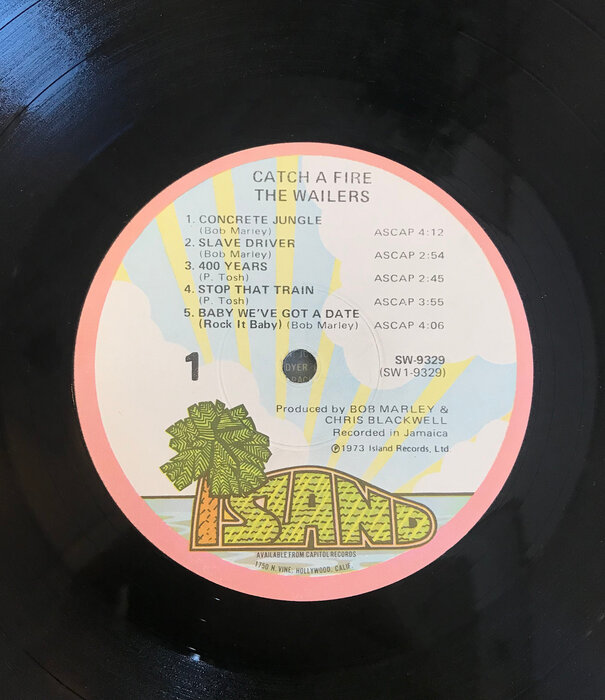 CATCH A FIRE
THE WAILERS
1. CONCRETE JUNGLE
(Bob Marley) ASCAP 4:12
2. SLAVE DRIVER
(Bob Marley) ASCAP 2:54
3. 400 YEARS
(P. Tosh) ASCAP 2:45
4. STOP THAT TRAIN
(P. Tosh) ASCAP 3:55
5. BABY WE'VE GOT A DATE
(Rock It Baby) (Bob Marley) ASCAP 4:06
1
SW-9329
(SW1-9329)
Produced by BOB MARLEY &
CHRIS BLACKWELL
Recorded in Jamaica
℗1973 Island Records, Ltd.
ISLAND
AVAILABLE FROM CAPITOL RECORDS
1750 N. VINE, HOLLYWOOD, CALIF.